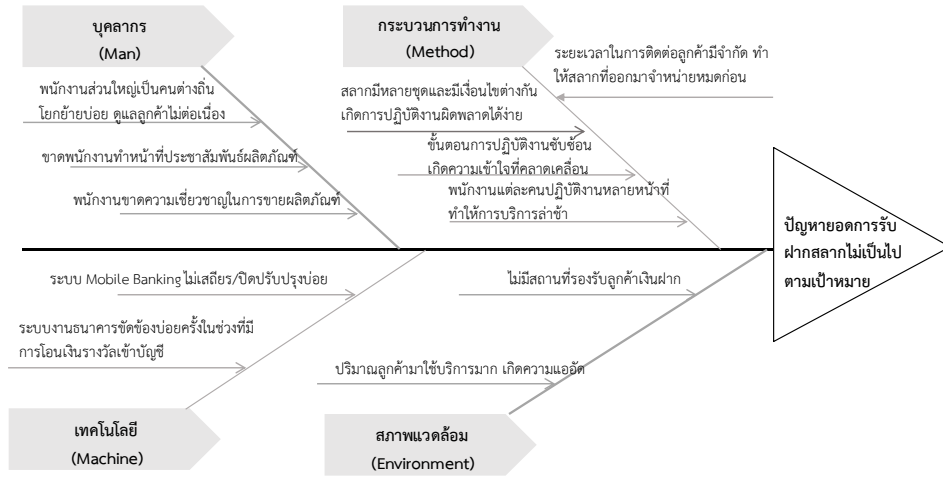 บุคลากร
(Man)
กระบวนการทำงาน
(Method)
ระยะเวลาในการติดต่อลูกค้ามีจำกัด ทำ
ให้สลากที่ออกมาจำหน่ายหมดก่อน
พนักงานส่วนใหญ่เป็นคนต่างถิ่น
โยกย้ายบ่อย ดูแลลูกค้าไม่ต่อเนื่อง
สลากมีหลายชุดและมีเงื่อนไขต่างกัน
เกิดการปฏิบัติงานผิดพลาดได้ง่าย
ขาดพนักงานทำหน้าที่ประชาสัมพันธ์ผลิตภัณฑ์
ขั้นตอนการปฏิบัติงานซับซ้อน
เกิดความเข้าใจที่คลาดเคลื่อน
พนักงานขาดความเชี่ยวชาญในการขายผลิตภัณฑ์
พนักงานแต่ละคนปฏิบัติงานหลายหน้าที่
ทำให้การบริการล่าช้า
ปัญหายอดการรับ
ฝากสลากไม่เป็นไป
ตามเป้าหมาย
ระบบ Mobile Banking ไม่เสถียร/ปิดปรับปรุงบ่อย
ไม่มีสถานที่รองรับลูกค้าเงินฝาก
ระบบงานธนาคารขัดข้องบ่อยครั้งในช่วงที่มี
การโอนเงินรางวัลเข้าบัญชี
ปริมาณลูกค้ามาใช้บริการมาก เกิดความแออัด
เทคโนโลยี
(Machine)
สภาพแวดล้อม
(Environment)